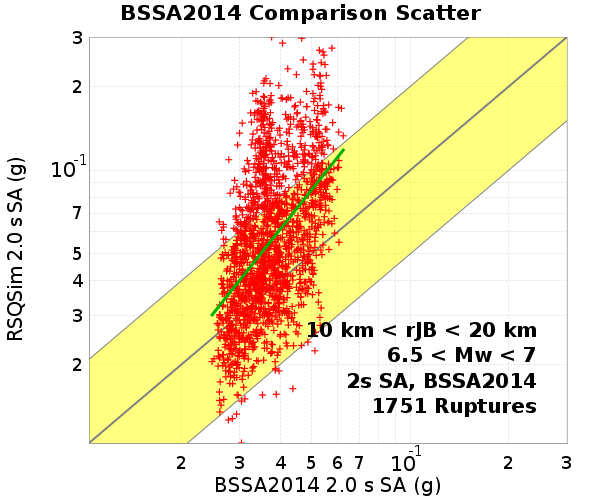 BSSA2014 Comparison Scatter
RSQSim 2.0 s SA (g)
3
2
10^-1
7
5
4
3
2
10 km < rJB < 20 km
6.5 < Mw < 7
2s SA, BSSA2014
1751 Ruptures
2 3 4 5 6 7 10^-1 2 3
BSSA2014 2.0 s SA (g)